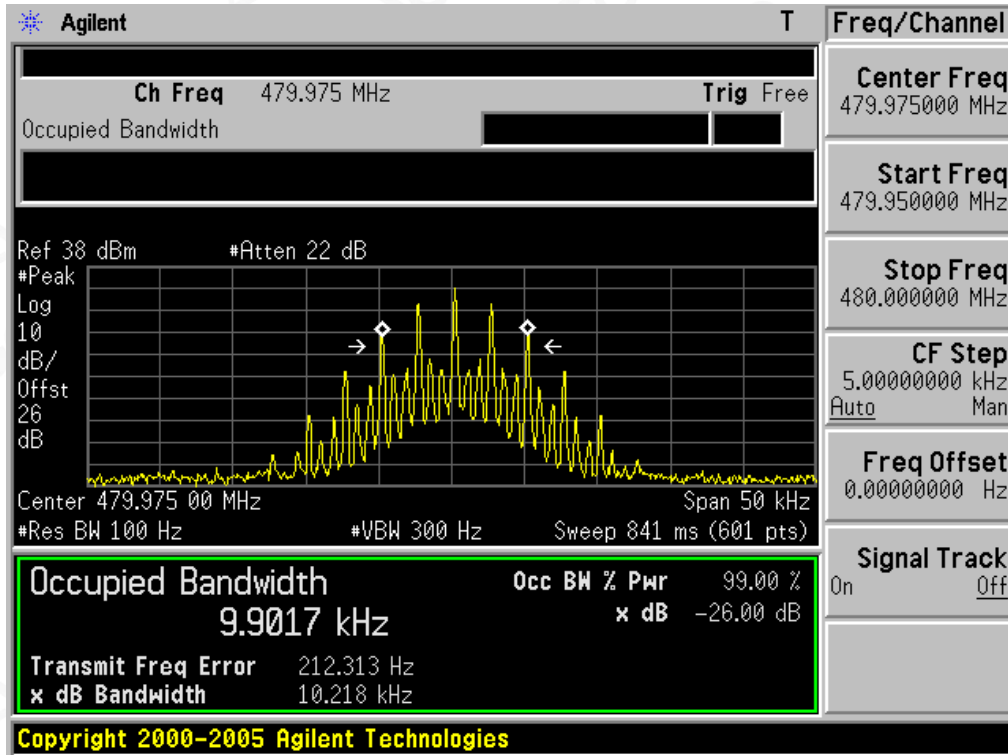 Agilent T
Freq/Channel
Ch Freq 479.975 MHz Trig Free
Occupied Bandwidth
Center Freq
479.975000 MHz
Start Freq
479.950000 MHz
Stop Freq
480.000000 MHz
CF Step
5.00000000 kHz
Auto Man
Freq Offset
0.00000000 Hz
Signal Track
On Off
Ref 38 dBm #Atten 22 dB
#Peak
Log
10
dB/
Offst
26
dB
Center 479.975 00 MHz Span 50 kHz
#Res BW 100 Hz #VBW 300 Hz Sweep 841 ms (601 pts)
Occupied Bandwidth
9.9017 kHz
Occ BW % Pwr 99.00 %
x dB -26.00 dB
Transmit Freq Error 212.313 Hz
x dB Bandwidth 10.218 kHz
Copyright 2000-2005 Agilent Technologies